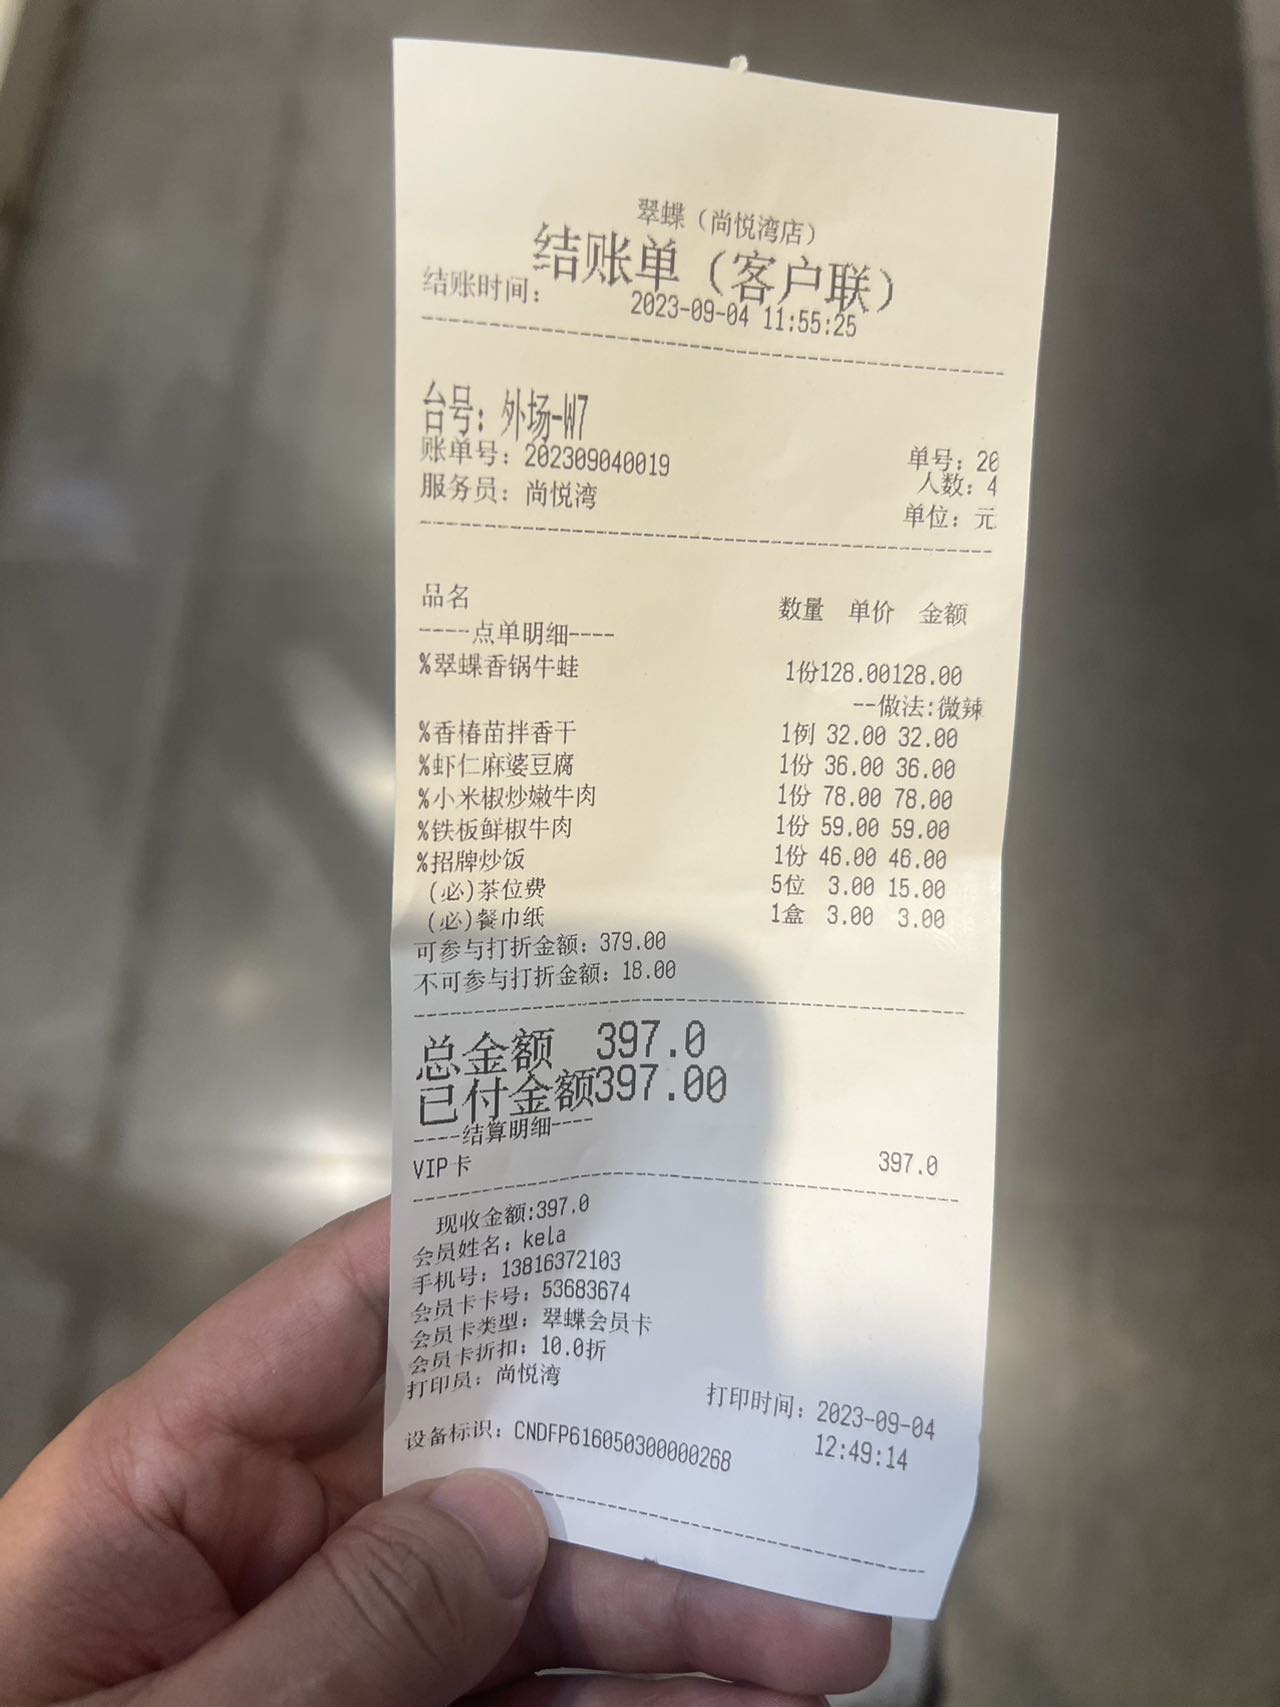 翠蝶（尚悦湾店）
结账单（客户联）
结账时间： 2023-09-04 11:55:25
台号：外场-W7
账单号：202309040019 单号：20
服务员：尚悦湾 人数：4
单位：元
品名 数量 单价 金额
----点单明细----
%翠蝶香锅牛蛙 1份128.00128.00
--做法:微辣
%香椿苗拌香干 1例 32.00 32.00
%虾仁麻婆豆腐 1份 36.00 36.00
%小米椒炒嫩牛肉 1份 78.00 78.00
%铁板鲜椒牛肉 1份 59.00 59.00
%招牌炒饭 1份 46.00 46.00
(必)茶位费 5位 3.00 15.00
(必)餐巾纸 1盒 3.00 3.00
可参与打折金额：379.00
不可参与打折金额：18.00
总金额 397.0
已付金额397.00
----结算明细----
VIP卡 397.0
现收金额:397.0
会员姓名：kela
手机号：13816372103
会员卡卡号：53683674
会员卡类型：翠蝶会员卡
会员卡折扣：10.0折
打印员：尚悦湾 打印时间：2023-09-04
12:49:14
设备标识：CNDFP616050300000268